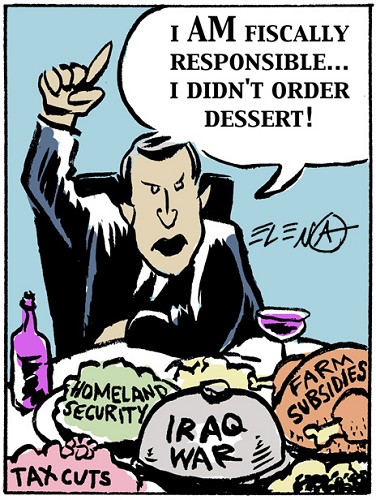 I AM FISCALLY
RESPONSIBLE...
I DIDN'T ORDER
DESSERT!
ELENA
HOMELAND
SECURITY
IRAQ
WAR
FARM
SUBSIDIES
TAX CUTS